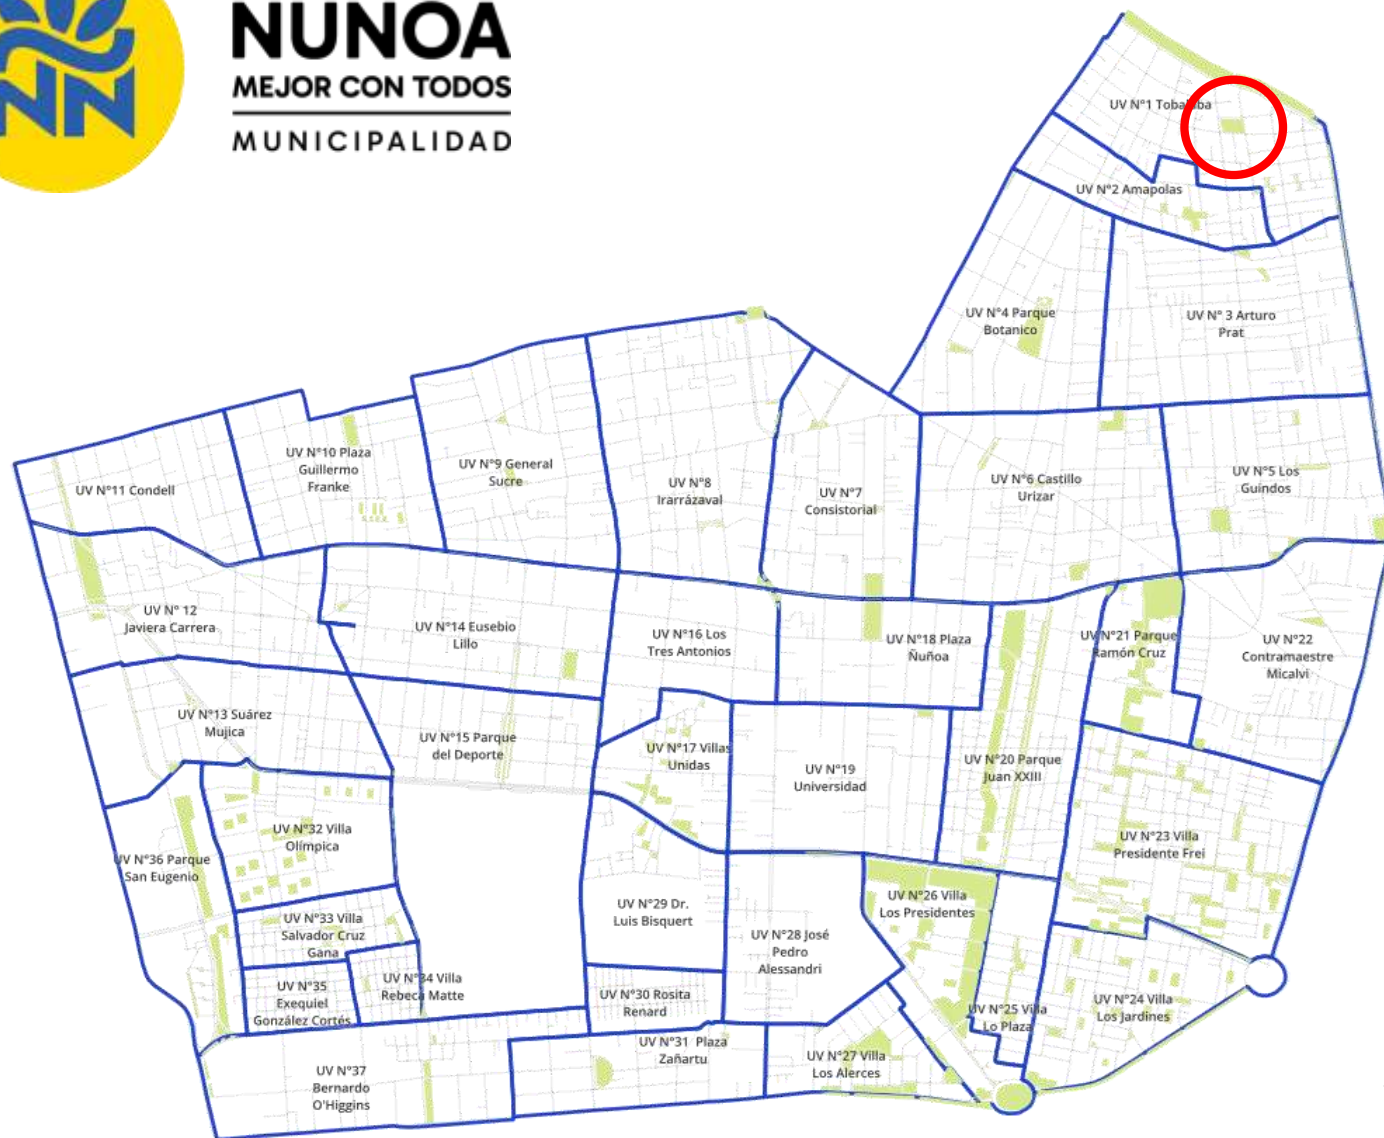 NUNOA
MEJOR CON TODOS
MUNICIPALIDAD
NN
UV N°1 Tobalaba
UV N°2 Amapolas
UV N°4 Parque
Botanico
UV N° 3 Arturo
Prat
UV N°10 Plaza
Guillermo
Franke
UV N°9 General
Sucre
UV N°11 Condell
UV N°8
Irarrázaval
UV N°7
Consistorial
UV N°6 Castillo
Urizar
UV N°5 Los
Guindos
UV N° 12
Javiera Carrera
UV N°14 Eusebio
Lillo
UV N°16 Los
Tres Antonios
UV N°18 Plaza
Ñuñoa
UV N°21 Parque
Ramón Cruz
UV N°22
Contramaestre
Micalvi
UV N°13 Suárez
Mujica
UV N°15 Parque
del Deporte
UV N°17 Villas
Unidas
UV N°19
Universidad
UV N°20 Parque
Juan XXIII
UV N°32 Villa
Olímpica
UV N°23 Villa
Presidente Frei
UV N°36 Parque
San Eugenio
UV N°33 Villa
Salvador Cruz
Gana
UV N°29 Dr.
Luis Bisquert
UV N°26 Villa
Los Presidentes
UV N°28 José
Pedro
Alessandri
UV N°35
Exequiel
González Cortés
UV N°34 Villa
Rebeca Matte
UV N°30 Rosita
Renard
UV N°25 Villa
Lo Plaza
UV N°24 Villa
Los Jardines
UV N°31 Plaza
Zañartu
UV N°27 Villa
Los Alerces
UV N°37
Bernardo
O'Higgins